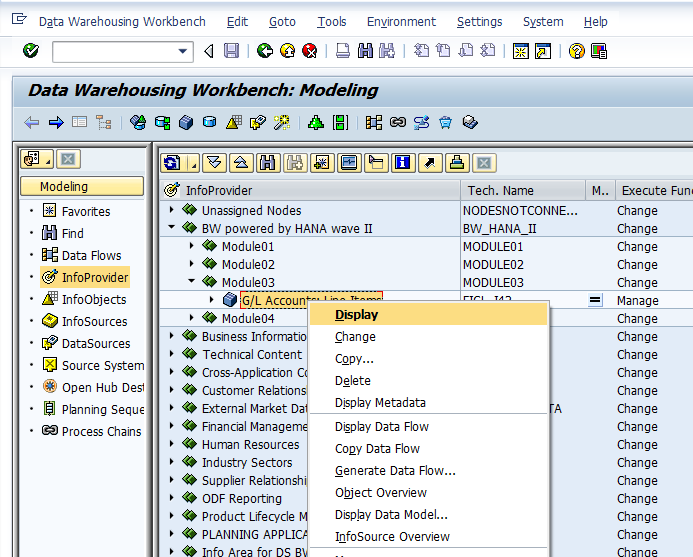 Data Warehousing Workbench Edit Goto Tools Environment Settings System Help
Data Warehousing Workbench: Modeling
Modeling
Favorites
Find
Data Flows
InfoProvider
InfoObjects
InfoSources
DataSources
Source System
Open Hub Dest
Planning Seque
Process Chains
InfoProvider Tech. Name M.. Execute Func
Unassigned Nodes NODESNOTCONNE... Change
BW powered by HANA wave II BW_HANA_II Change
Module01 MODULE01 Change
Module02 MODULE02 Change
Module03 MODULE03 Change
G/L Accounts: Line Items Manage
Module04 Change
Business Informatio Change
Technical Content Change
Cross-Application Co Change
Customer Relations Change
External Market Dat TA Change
Financial Manageme Change
Human Resources Change
Industry Sectors Change
Supplier Relationshi Change
ODF Reporting Change
Product Lifecycle M Change
PLANNING APPLICA Change
Info Area for DS BW Change
Display
Change
Copy...
Delete
Display Metadata
Display Data Flow
Copy Data Flow
Generate Data Flow...
Object Overview
Display Data Model...
InfoSource Overview